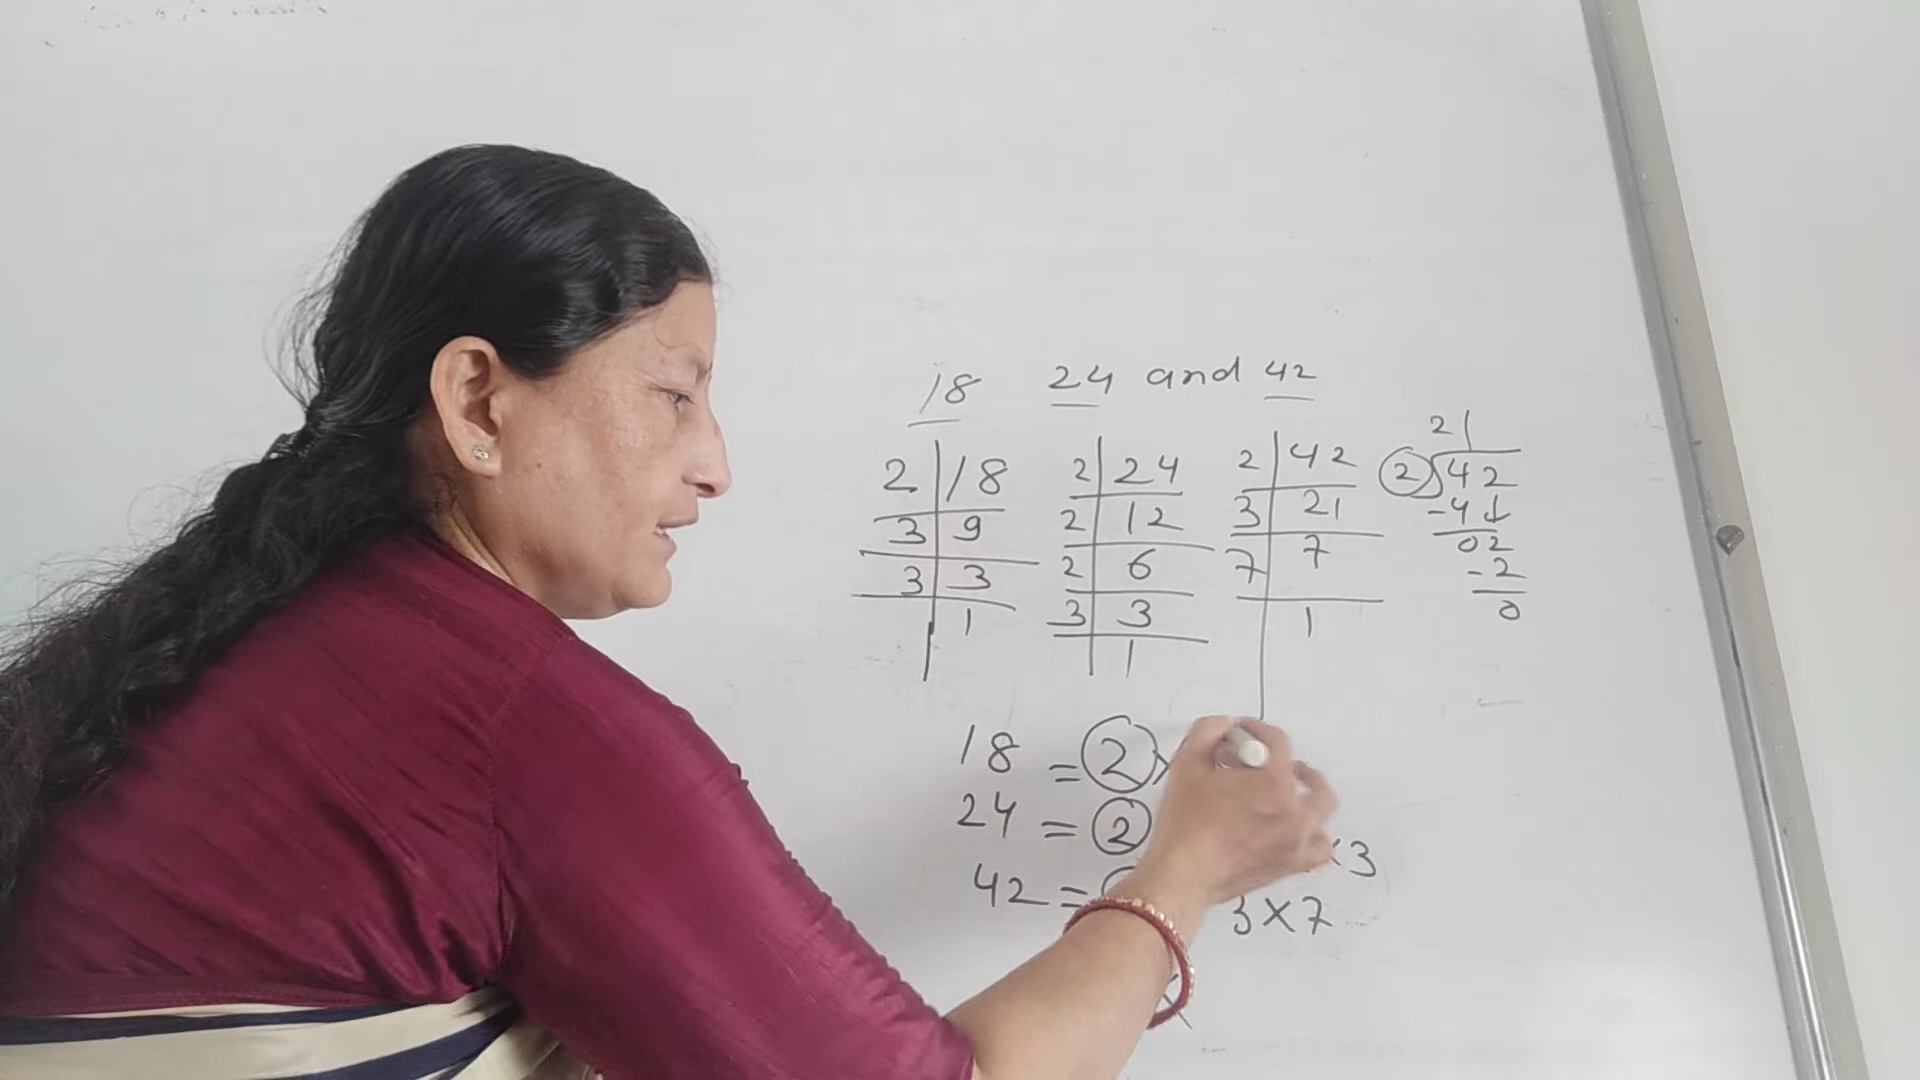 18 24 and 42
2 | 18
3 | 9
3 | 3
1
2 | 24
2 | 12
2 | 6
3 | 3
1
2 | 42
3 | 21
7 | 7
1
21
2)42
-4↓
02
-2
0
18 = 2 ×
24 = 2 × 3
42 = 3 × 7
×